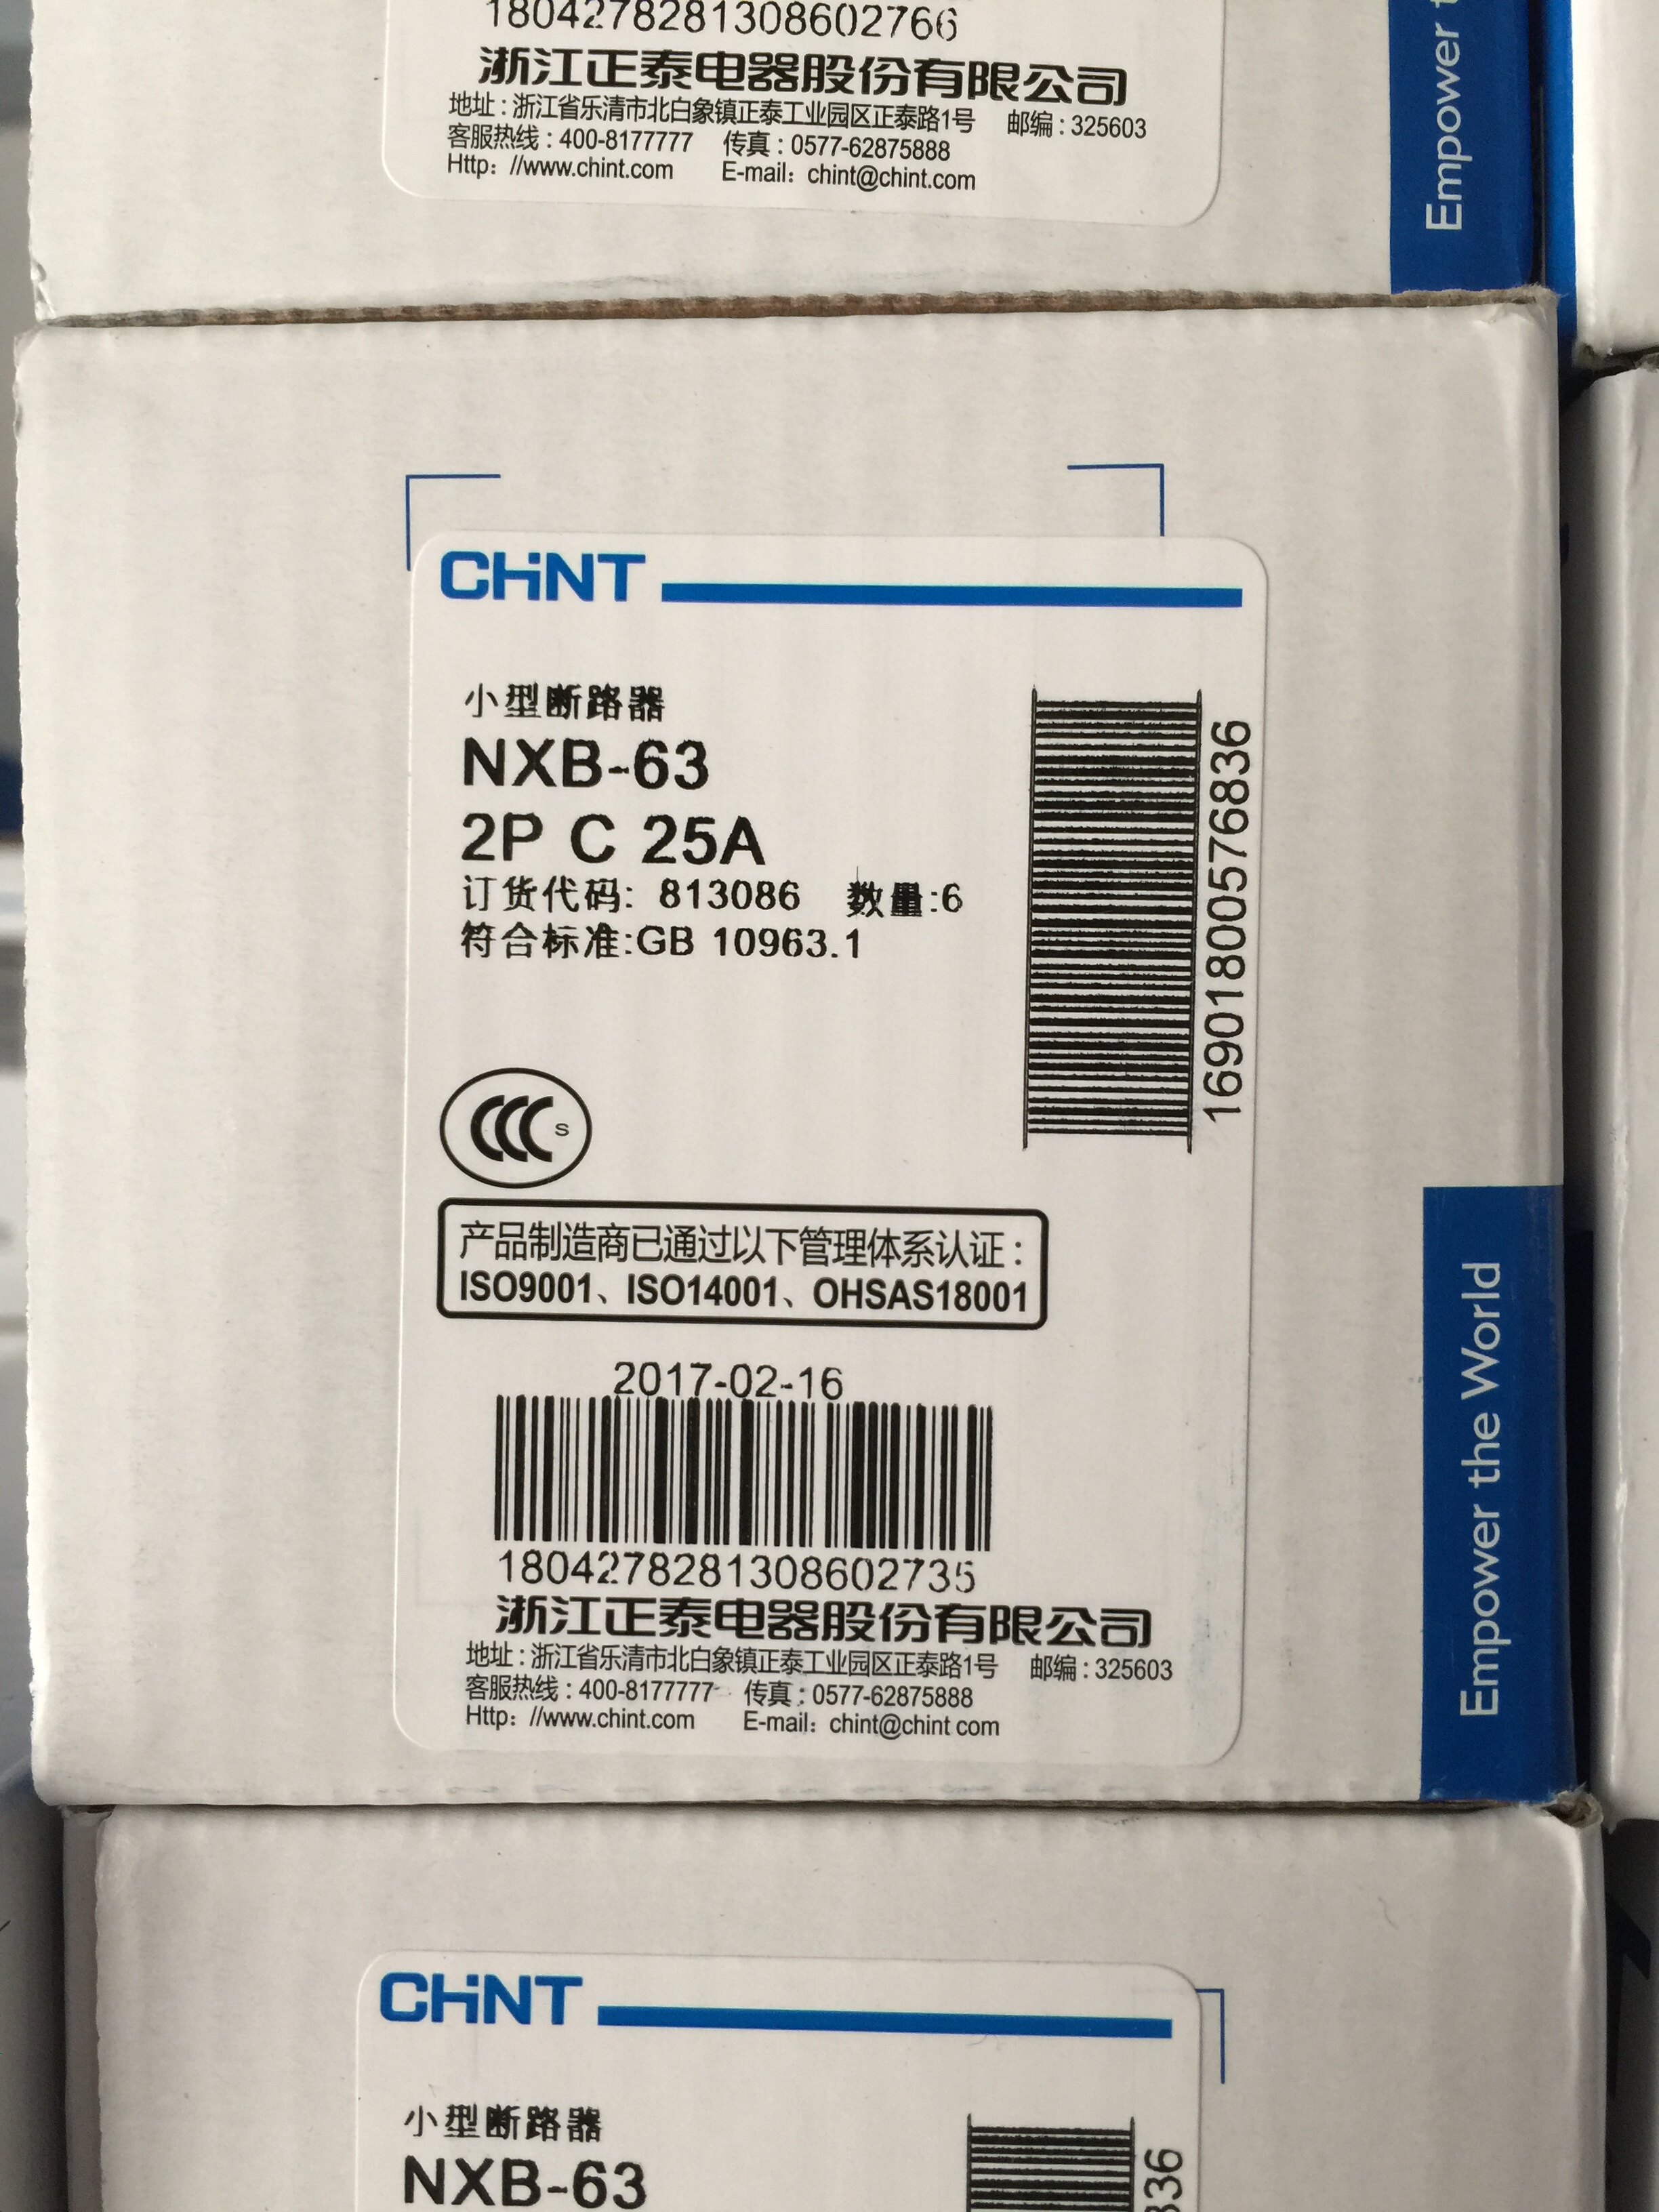 1804278281308602766
浙江正泰电器股份有限公司
地址：浙江省乐清市北白象镇正泰工业园区正泰路1号 邮编：325603
客服热线：400-8177777 传真：0577-62875888
Http：//www.chint.com E-mail：chint@chint.com
Empower t
CHiNT
小型断路器
NXB-63
2P C 25A
订货代码: 813086 数量:6
符合标准:GB 10963.1
16901800576836
CCC S
产品制造商已通过以下管理体系认证：
ISO9001、ISO14001、OHSAS18001
2017-02-16
1804278281308602735
浙江正泰电器股份有限公司
地址：浙江省乐清市北白象镇正泰工业园区正泰路1号 邮编：325603
客服热线：400-8177777 传真：0577-62875888
Http：//www.chint.com E-mail：chint@chint com
Empower the World
CHiNT
小型断路器
NXB-63
836